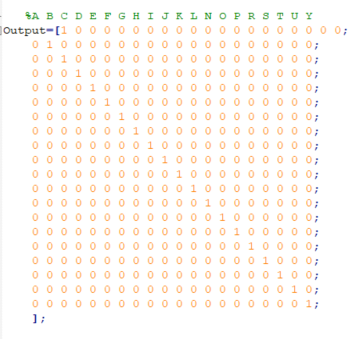 %A B C D E F G H I J K L N O P R S T U Y
Output=[1 0 0 0 0 0 0 0 0 0 0 0 0 0 0 0 0 0 0 0;
0 1 0 0 0 0 0 0 0 0 0 0 0 0 0 0 0 0 0 0;
0 0 1 0 0 0 0 0 0 0 0 0 0 0 0 0 0 0 0 0;
0 0 0 1 0 0 0 0 0 0 0 0 0 0 0 0 0 0 0 0;
0 0 0 0 1 0 0 0 0 0 0 0 0 0 0 0 0 0 0 0;
0 0 0 0 0 1 0 0 0 0 0 0 0 0 0 0 0 0 0 0;
0 0 0 0 0 0 1 0 0 0 0 0 0 0 0 0 0 0 0 0;
0 0 0 0 0 0 0 1 0 0 0 0 0 0 0 0 0 0 0 0;
0 0 0 0 0 0 0 0 1 0 0 0 0 0 0 0 0 0 0 0;
0 0 0 0 0 0 0 0 0 1 0 0 0 0 0 0 0 0 0 0;
0 0 0 0 0 0 0 0 0 0 1 0 0 0 0 0 0 0 0 0;
0 0 0 0 0 0 0 0 0 0 0 1 0 0 0 0 0 0 0 0;
0 0 0 0 0 0 0 0 0 0 0 0 1 0 0 0 0 0 0 0;
0 0 0 0 0 0 0 0 0 0 0 0 0 1 0 0 0 0 0 0;
0 0 0 0 0 0 0 0 0 0 0 0 0 0 1 0 0 0 0 0;
0 0 0 0 0 0 0 0 0 0 0 0 0 0 0 1 0 0 0 0;
0 0 0 0 0 0 0 0 0 0 0 0 0 0 0 0 1 0 0 0;
0 0 0 0 0 0 0 0 0 0 0 0 0 0 0 0 0 1 0 0;
0 0 0 0 0 0 0 0 0 0 0 0 0 0 0 0 0 0 1 0;
0 0 0 0 0 0 0 0 0 0 0 0 0 0 0 0 0 0 0 1;
];